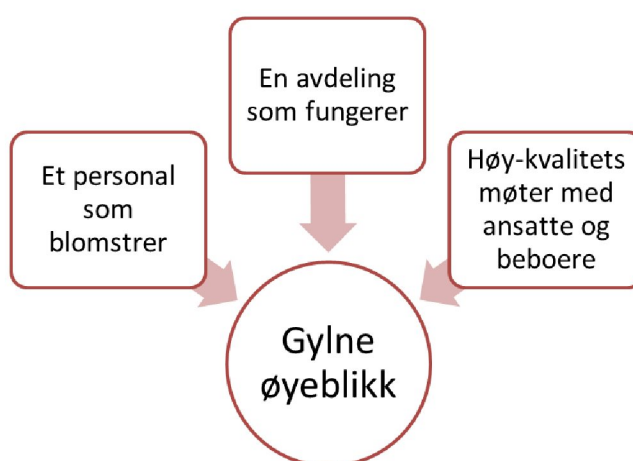 En avdeling
som fungerer
Et personal
som
blomstrer
Høy-kvalitets
møter med
ansatte og
beboere
Gylne
øyeblikk